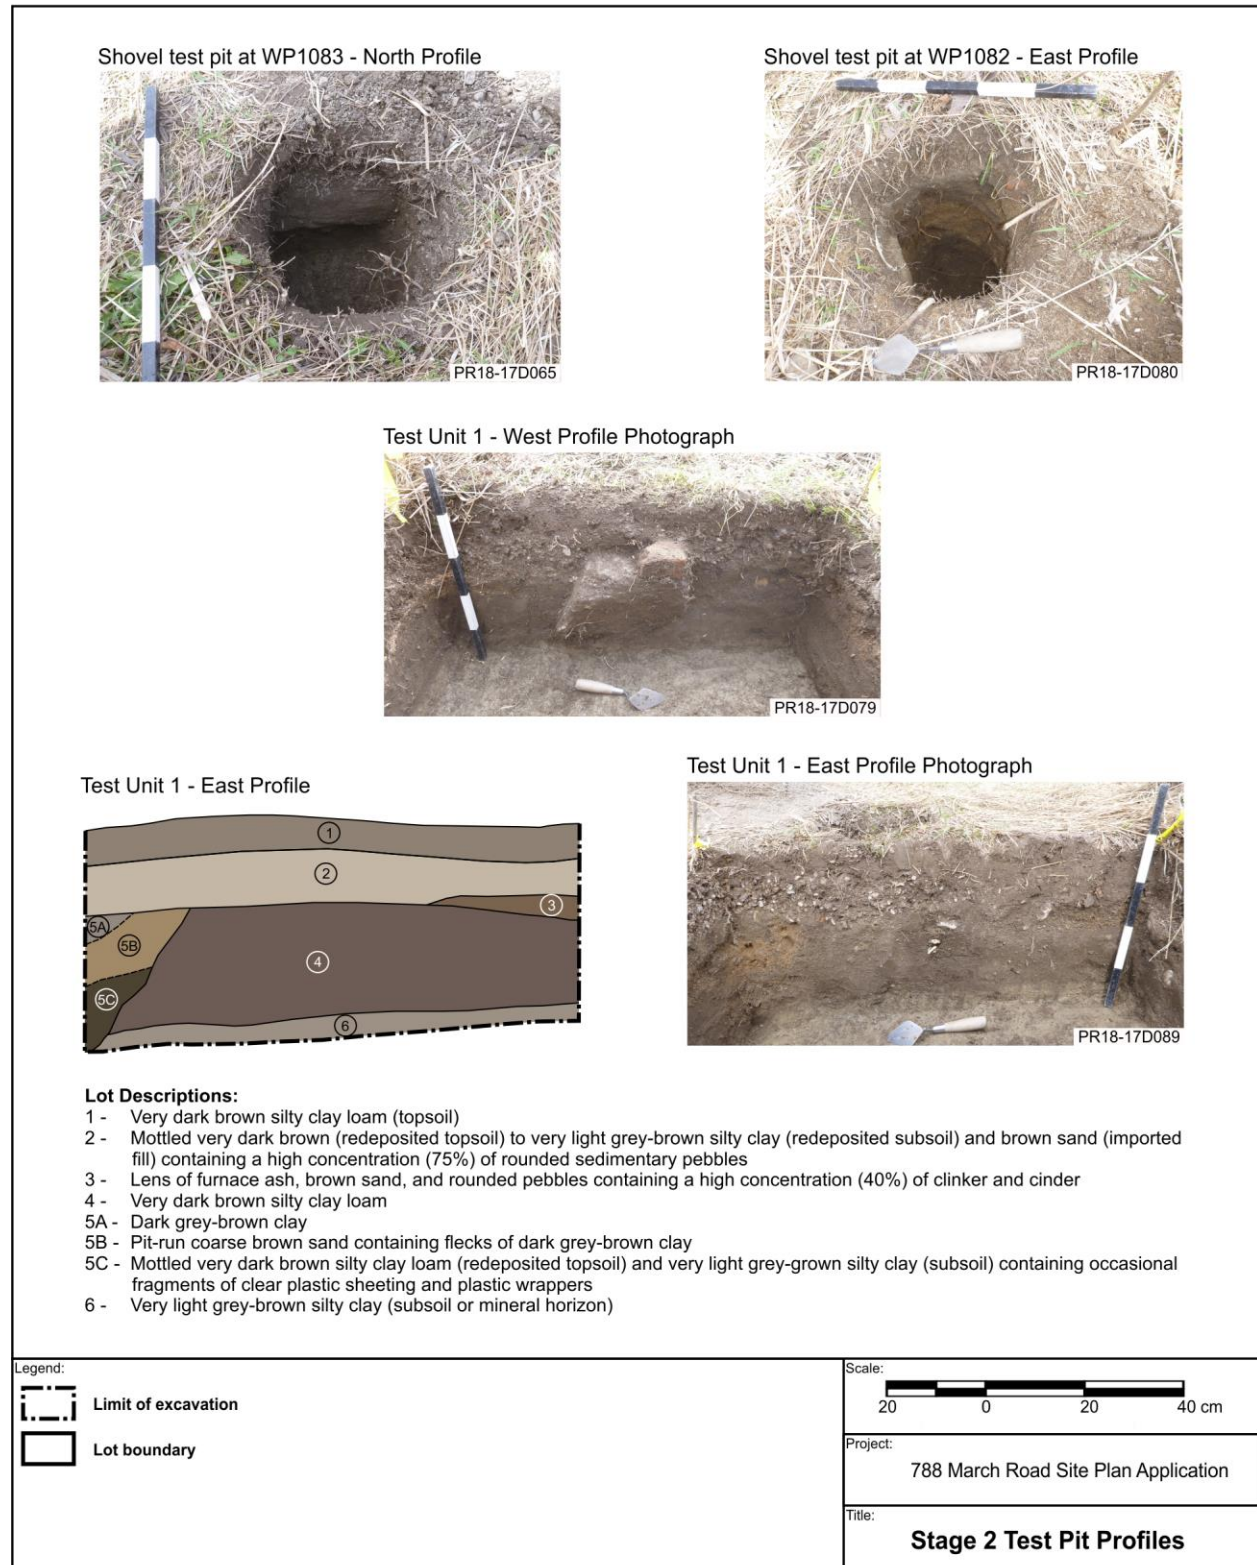 Shovel test pit at WP1083 - North Profile
PR18-17D065
Shovel test pit at WP1082 - East Profile
PR18-17D080
Test Unit 1 - West Profile Photograph
PR18-17D079
Test Unit 1 - East Profile
1
2
3
5A
5B
4
5C
6
Test Unit 1 - East Profile Photograph
PR18-17D089
Lot Descriptions:
1 - Very dark brown silty clay loam (topsoil)
2 - Mottled very dark brown (redeposited topsoil) to very light grey-brown silty clay (redeposited subsoil) and brown sand (imported
fill) containing a high concentration (75%) of rounded sedimentary pebbles
3 - Lens of furnace ash, brown sand, and rounded pebbles containing a high concentration (40%) of clinker and cinder
4 - Very dark brown silty clay loam
5A - Dark grey-brown clay
5B - Pit-run coarse brown sand containing flecks of dark grey-brown clay
5C - Mottled very dark brown silty clay loam (redeposited topsoil) and very light grey-grown silty clay (subsoil) containing occasional
fragments of clear plastic sheeting and plastic wrappers
6 - Very light grey-brown silty clay (subsoil or mineral horizon)
Legend:
Limit of excavation
Lot boundary
Scale:
20 0 20 40 cm
Project:
788 March Road Site Plan Application
Title:
Stage 2 Test Pit Profiles